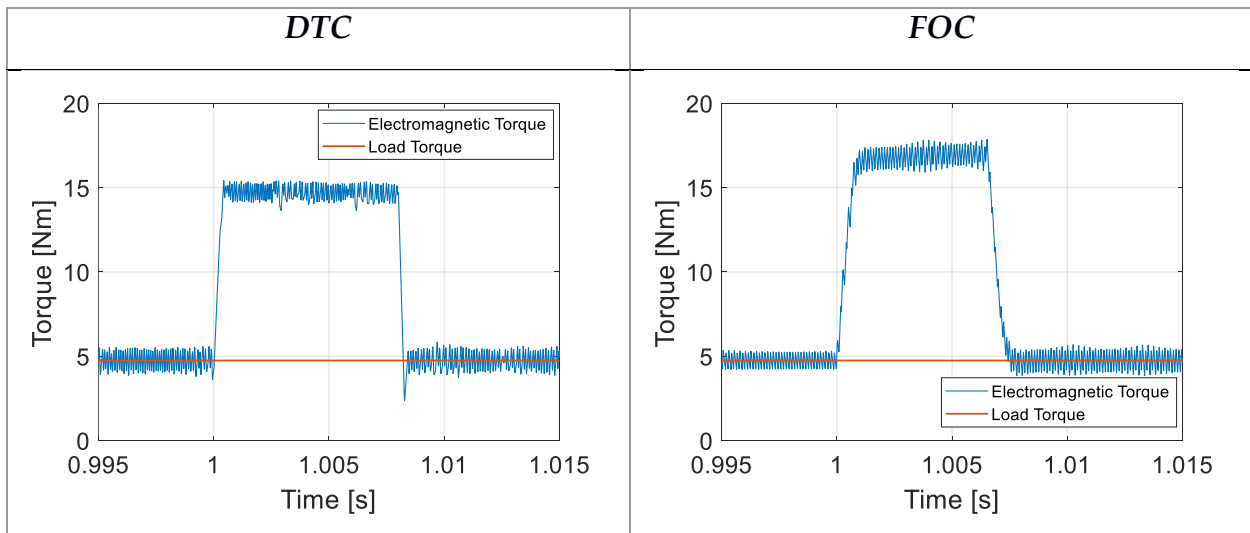 DTC
FOC
20
15
10
5
0
Torque [Nm]
Electromagnetic Torque
Load Torque
0.995
1
1.005
1.01
1.015
Time [s]
20
15
10
5
0
Torque [Nm]
Electromagnetic Torque
Load Torque
0.995
1
1.005
1.01
1.015
Time [s]